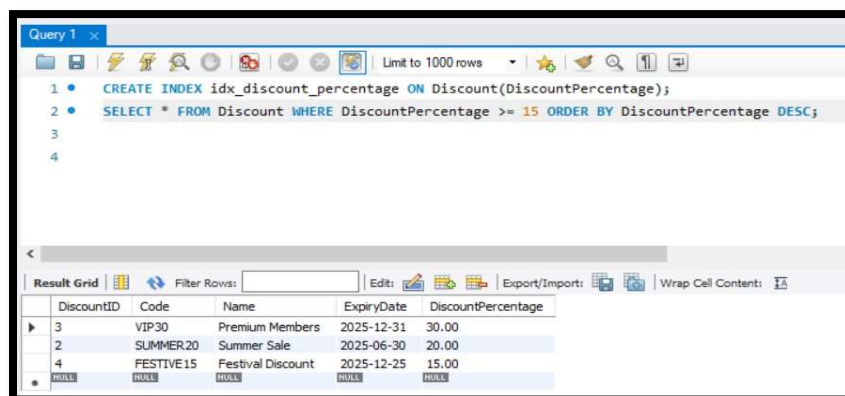 Query 1 ×
Limit to 1000 rows
1 CREATE INDEX idx_discount_percentage ON Discount(DiscountPercentage);
2 SELECT * FROM Discount WHERE DiscountPercentage >= 15 ORDER BY DiscountPercentage DESC;
3
4
Result Grid Filter Rows: Edit: Export/Import: Wrap Cell Content: IA
DiscountID Code Name ExpiryDate DiscountPercentage
3 VIP30 Premium Members 2025-12-31 30.00
2 SUMMER20 Summer Sale 2025-06-30 20.00
4 FESTIVE15 Festival Discount 2025-12-25 15.00
NULL NULL NULL NULL NULL